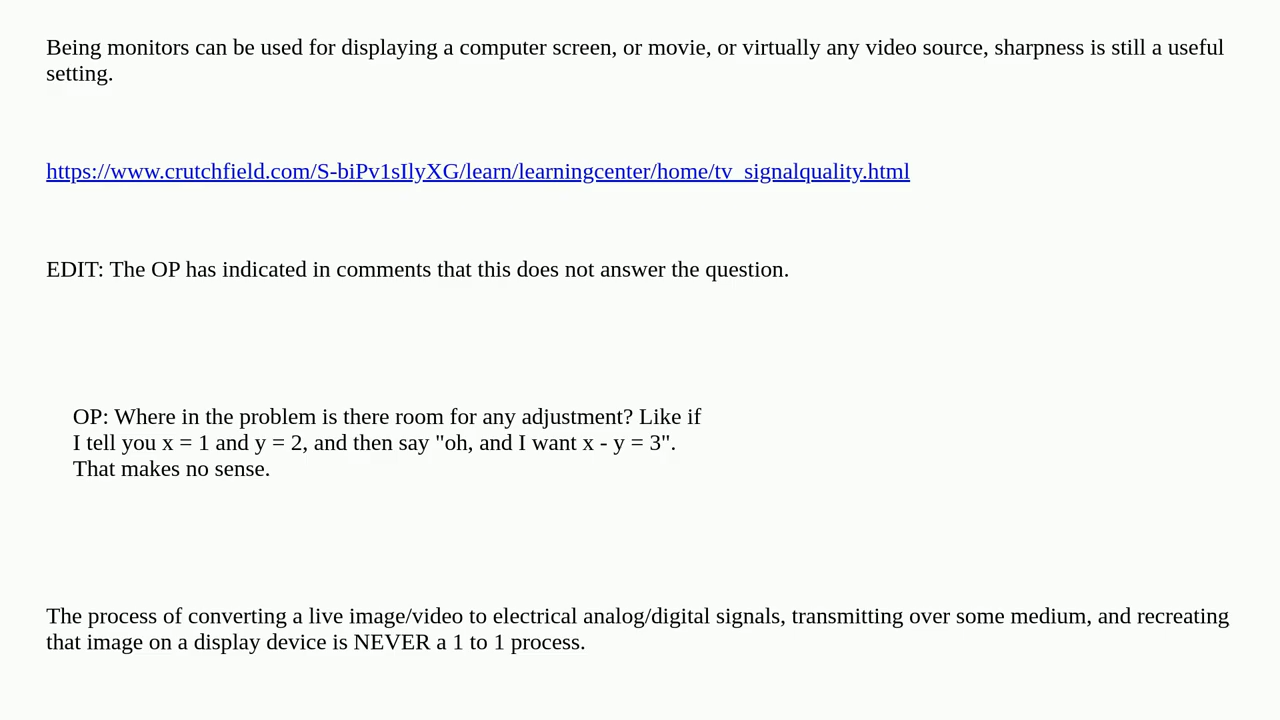 Being monitors can be used for displaying a computer screen, or movie, or virtually any video source, sharpness is still a useful
setting.
https://www.crutchfield.com/S-biPv1sIlyXG/learn/learningcenter/home/tv_signalquality.html
EDIT: The OP has indicated in comments that this does not answer the question.
OP: Where in the problem is there room for any adjustment? Like if
I tell you x = 1 and y = 2, and then say "oh, and I want x - y = 3".
That makes no sense.
The process of converting a live image/video to electrical analog/digital signals, transmitting over some medium, and recreating
that image on a display device is NEVER a 1 to 1 process.